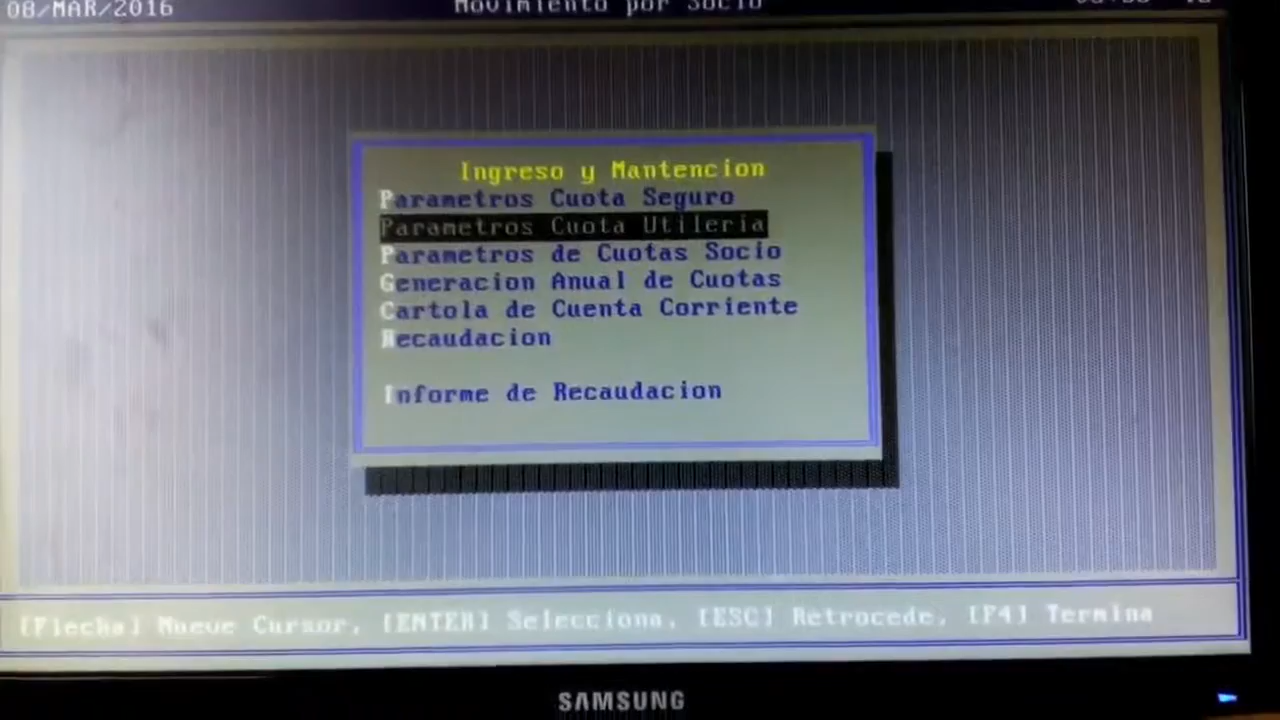 08/MAR/2016 Movimiento por Socio
Ingreso y Mantencion
Parametros Cuota Seguro
Parametros Cuota Utileria
Parametros de Cuotas Socio
Generacion Anual de Cuotas
Cartola de Cuenta Corriente
Recaudacion
Informe de Recaudacion
[Flecha] Mueve Cursor, [ENTER] Selecciona, [ESC] Retrocede, [F4] Termina
SAMSUNG